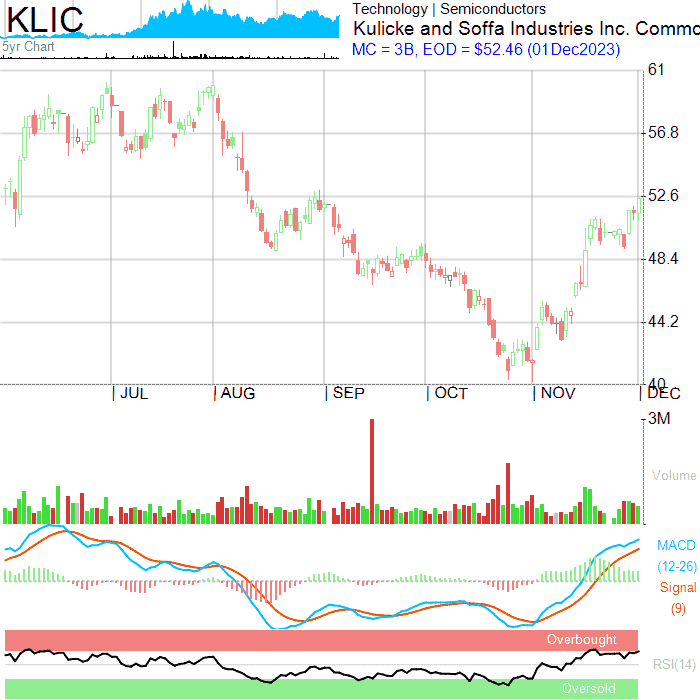 KLIC
5yr Chart
Technology | Semiconductors
Kulicke and Soffa Industries Inc. Commo
MC = 3B, EOD = $52.46 (01Dec2023)
61
56.8
52.6
48.4
44.2
40
JUL AUG SEP OCT NOV DEC
3M
Volume
MACD
(12-26)
Signal
(9)
Overbought
RSI(14)
Oversold